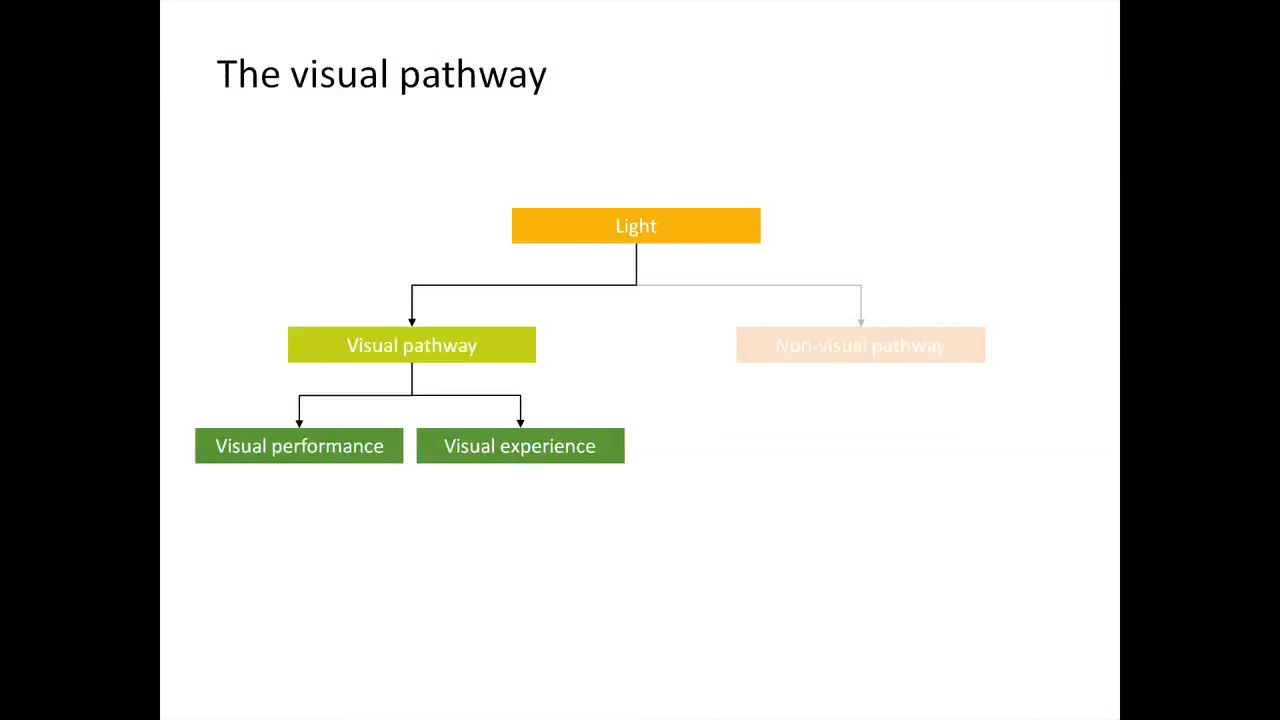 The visual pathway
Light
Visual pathway
Non-visual pathway
Visual performance
Visual experience